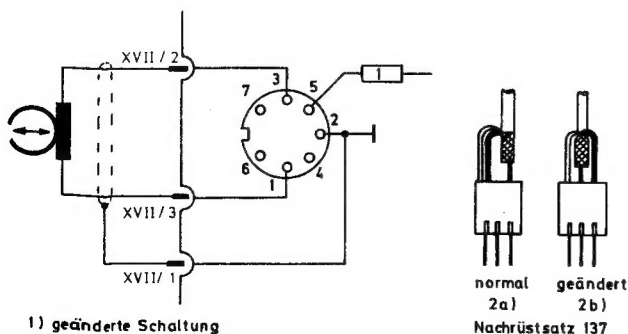 XVII / 2
3
5
1
7
2
6
4
1
XVII / 3
XVII / 1
normal
2a)
geändert
2b)
1) geänderte Schaltung
Nachrüstsatz 137